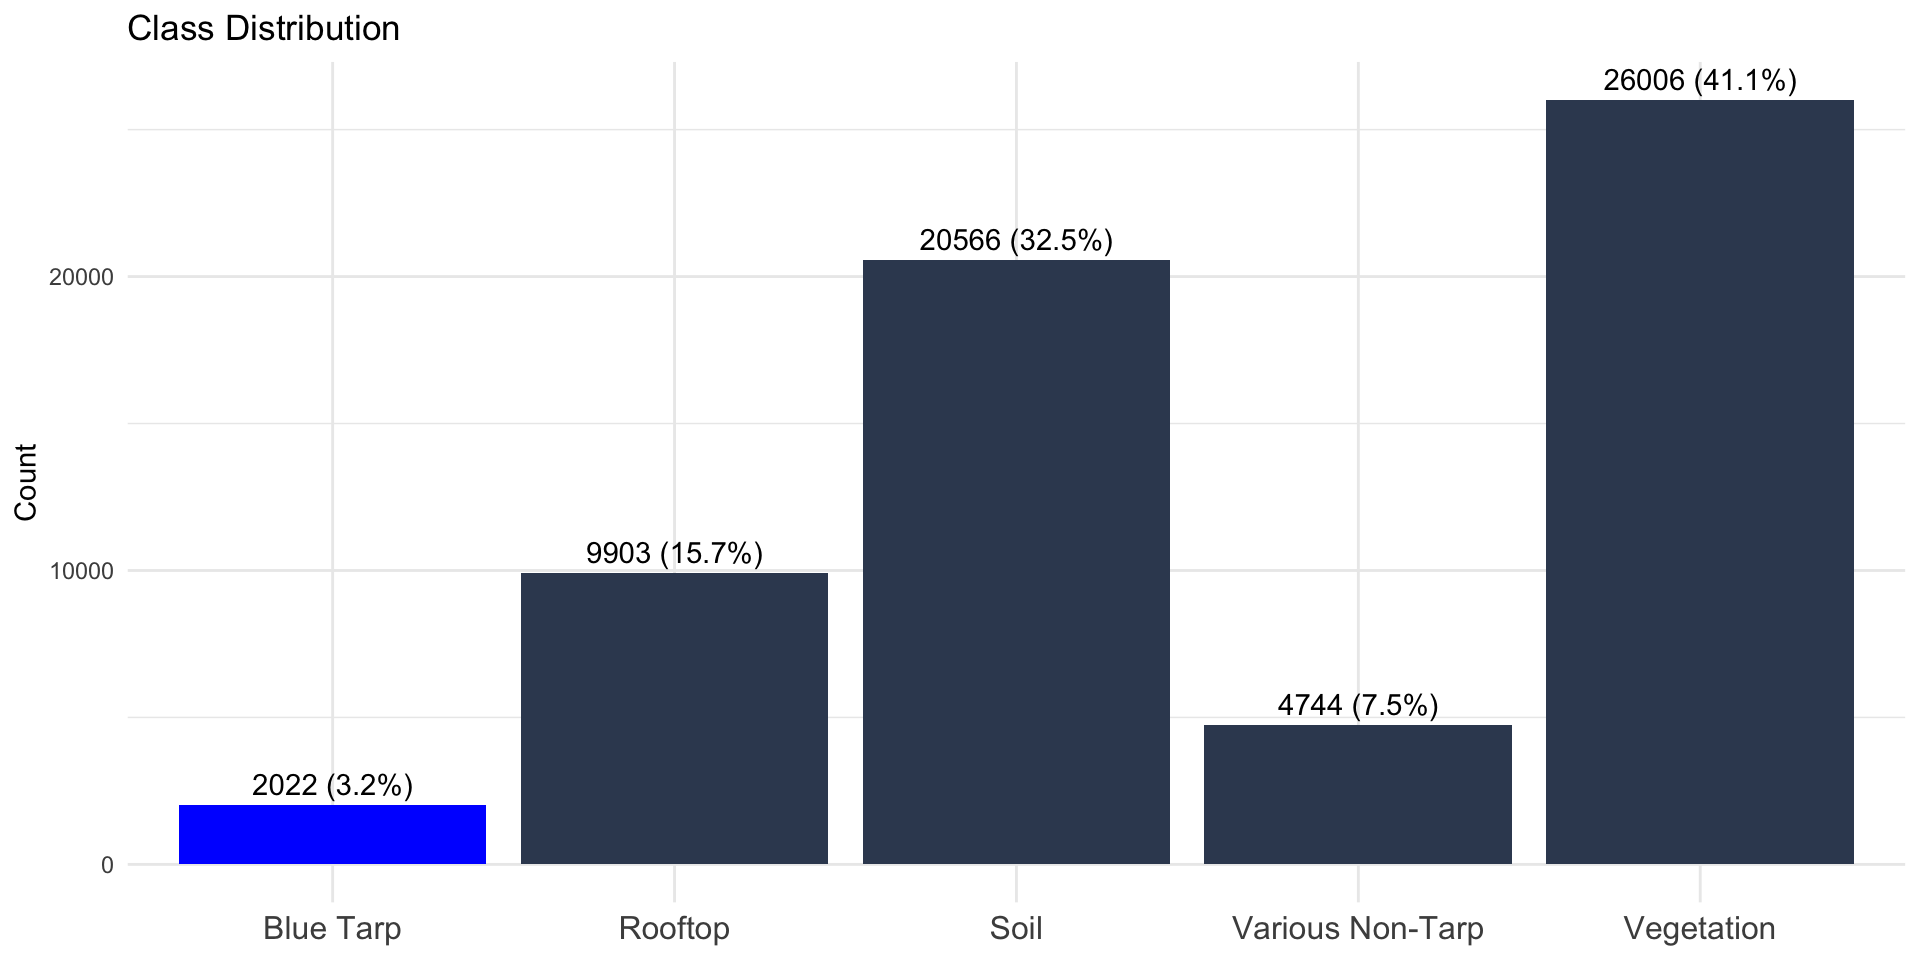 Class Distribution
26006 (41.1%)
20566 (32.5%)
20000
9903 (15.7%)
10000
4744 (7.5%)
2022 (3.2%)
0
Count
Blue Tarp
Rooftop
Soil
Various Non-Tarp
Vegetation